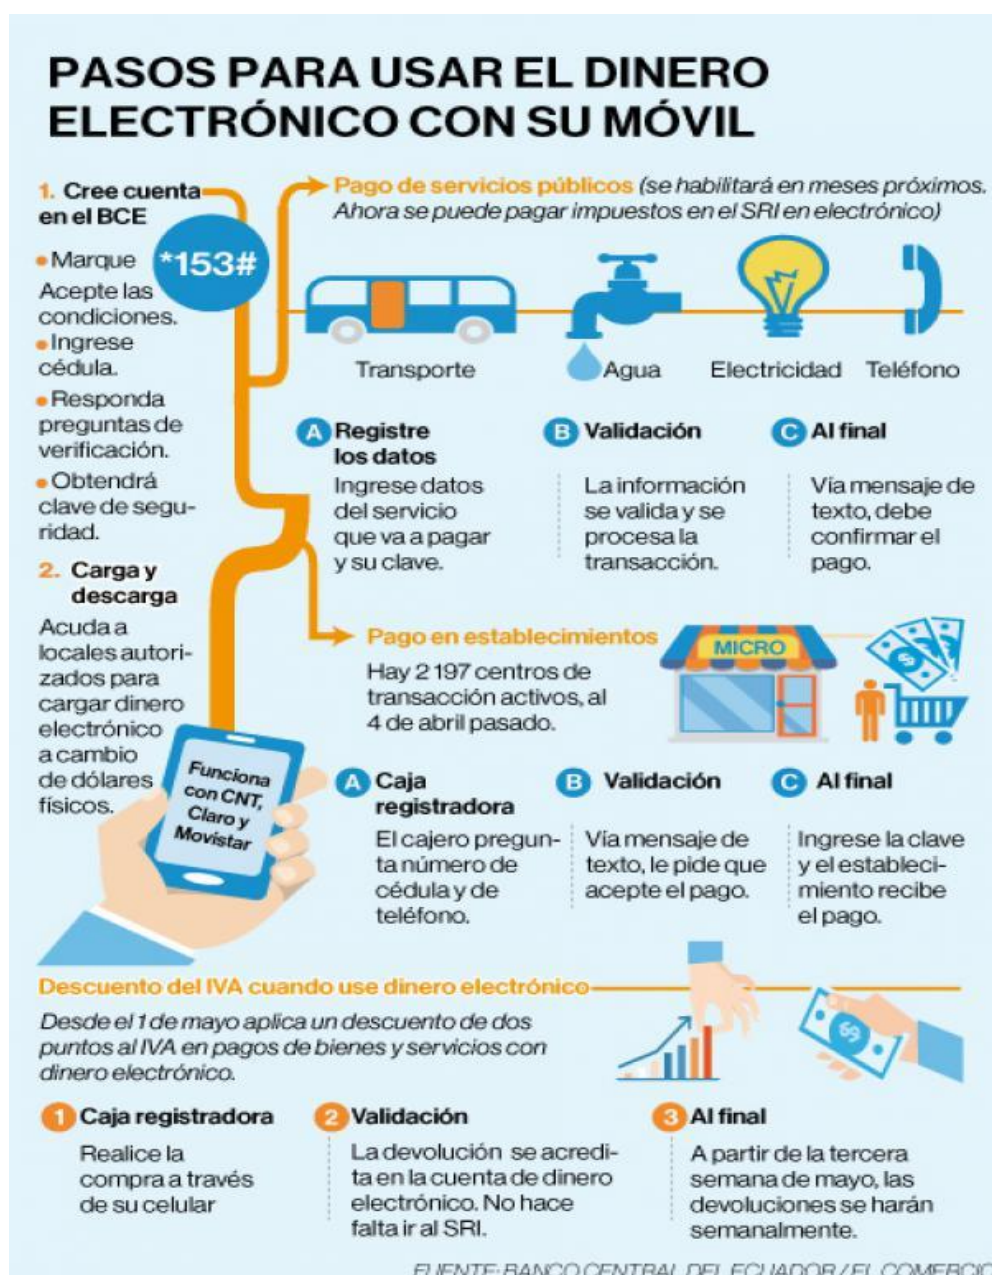 PASOS PARA USAR EL DINERO
ELECTRÓNICO CON SU MÓVIL
1. Cree cuenta
en el BCE
• Marque
*153#
Acepte las
condiciones.
• Ingrese
cédula.
• Responda
preguntas de
verificación.
• Obtendrá
clave de segu-
ridad.
2. Carga y
descarga
Acuda a
locales autori-
zados para
cargar dinero
electrónico
a cambio
de dólares
físicos.
Funciona
con CNT,
Claro y
Movistar
Pago de servicios públicos (se habilitará en meses próximos.
Ahora se puede pagar impuestos en el SRI en electrónico)
Transporte
Agua
Electricidad
Teléfono
A Registre
los datos
Ingrese datos
del servicio
que va a pagar
y su clave.
B Validación
La información
se valida y se
procesa la
transacción.
C Al final
Vía mensaje de
texto, debe
confirmar el
pago.
Pago en establecimientos
Hay 2 197 centros de
transacción activos, al
4 de abril pasado.
MICRO
A Caja
registradora
El cajero pregun-
ta número de
cédula y de
teléfono.
B Validación
Vía mensaje de
texto, le pide que
acepte el pago.
C Al final
Ingrese la clave
y el estableci-
miento recibe
el pago.
Descuento del IVA cuando use dinero electrónico
Desde el 1 de mayo aplica un descuento de dos
puntos al IVA en pagos de bienes y servicios con
dinero electrónico.
1 Caja registradora
Realice la
compra a través
de su celular
2 Validación
La devolución se acredi-
ta en la cuenta de dinero
electrónico. No hace
falta ir al SRI.
3 Al final
A partir de la tercera
semana de mayo, las
devoluciones se harán
semanalmente.
FUENTE: BANCO CENTRAL DEL ECUADOR / EL COMERCIO